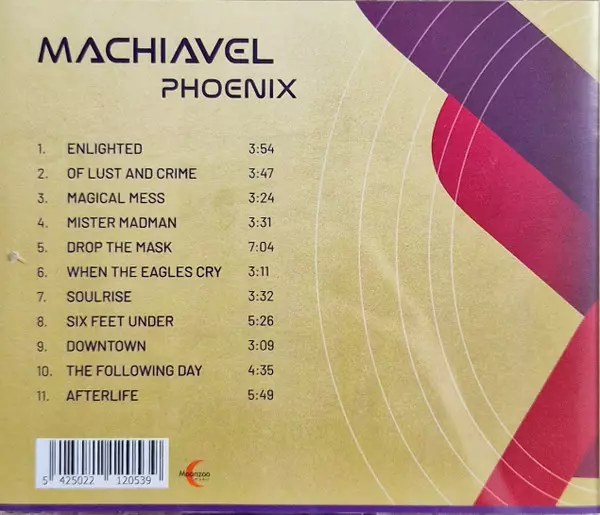 MACHIAVEL
PHOENIX
1. ENLIGHTED 3:54
2. OF LUST AND CRIME 3:47
3. MAGICAL MESS 3:24
4. MISTER MADMAN 3:31
5. DROP THE MASK 7:04
6. WHEN THE EAGLES CRY 3:11
7. SOULRISE 3:32
8. SIX FEET UNDER 5:26
9. DOWNTOWN 3:09
10. THE FOLLOWING DAY 4:35
11. AFTERLIFE 5:49
Moonzoo
5 425022 120539